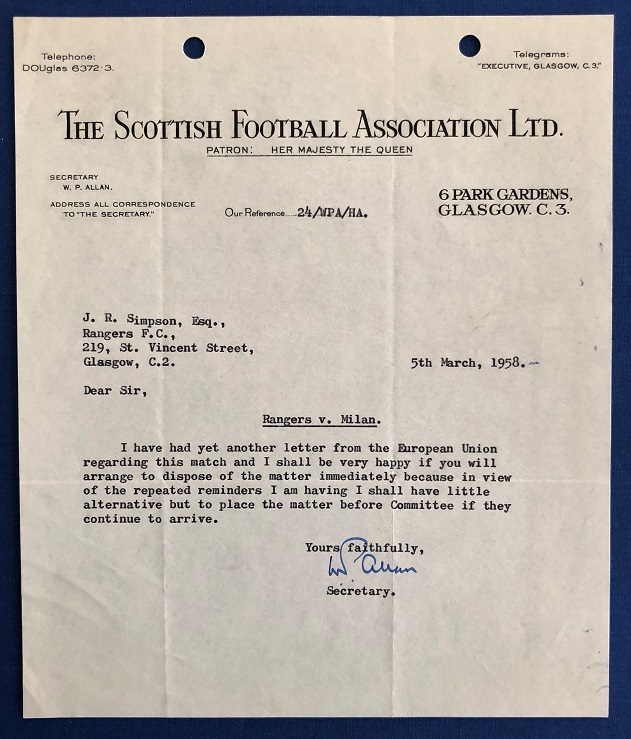 Telephone:
DOUglas 6372·3.
Telegrams:
"EXECUTIVE, GLASGOW, C.3."
THE SCOTTISH FOOTBALL ASSOCIATION LTD.
PATRON: HER MAJESTY THE QUEEN
SECRETARY
W. P. ALLAN.
ADDRESS ALL CORRESPONDENCE
TO "THE SECRETARY."
Our Reference.....24/WPA/HA.
6 PARK GARDENS,
GLASGOW. C. 3.
J. R. Simpson, Esq.,
Rangers F.C.,
219, St. Vincent Street,
Glasgow, C.2.
5th March, 1958.-
Dear Sir,
Rangers v. Milan.
I have had yet another letter from the European Union
regarding this match and I shall be very happy if you will
arrange to dispose of the matter immediately because in view
of the repeated reminders I am having I shall have little
alternative but to place the matter before Committee if they
continue to arrive.
Yours faithfully,
W P Allan
Secretary.